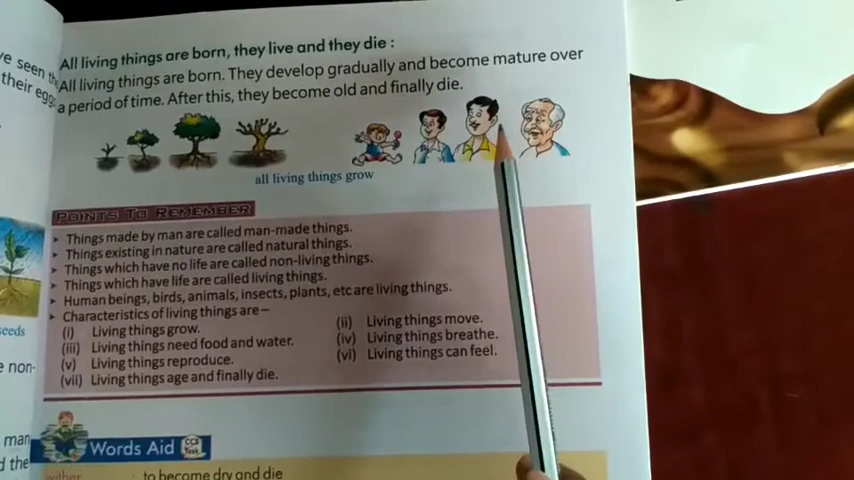 All living things are born, they live and they die :
All living things are born. They develop gradually and become mature over
a period of time. After this, they become old and finally die.
all living things grow
POINTS TO REMEMBER
Things made by man are called man-made things.
Things existing in nature are called natural things.
Things which have no life are called non-living things.
Things which have life are called living things.
Human beings, birds, animals, insects, plants, etc are living things.
Characteristics of living things are –
(i) Living things grow. (ii) Living things move.
(iii) Living things need food and water. (iv) Living things breathe.
(v) Living things reproduce. (vi) Living things can feel.
(vii) Living things age and finally die.
Words Aid CCE Task
wither to become dry and die
ve seen the
their eggs
seeds
e non-
man
d the